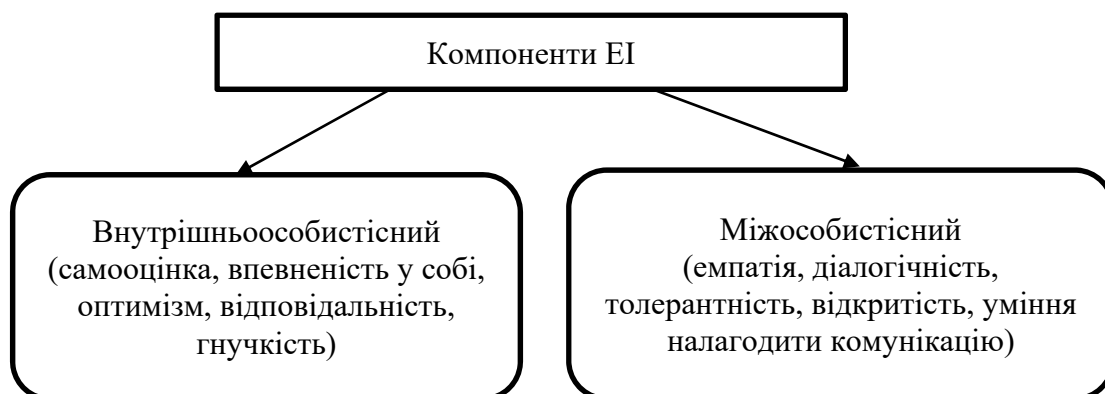 Компоненти ЕІ
Внутрішньоособистісний
(самооцінка, впевненість у собі,
оптимізм, відповідальність,
гнучкість)
Міжособистісний
(емпатія, діалогічність,
толерантність, відкритість, уміння
налагодити комунікацію)